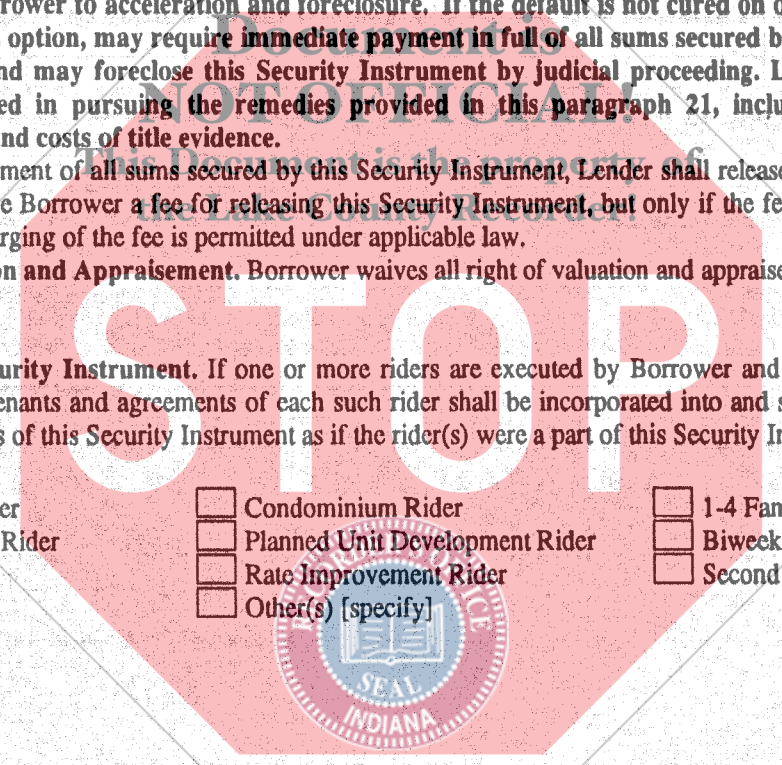 rower to acceleration and foreclosure. If the default is not cured on o
option, may require immediate payment in full of all sums secured b
nd may foreclose this Security Instrument by judicial proceeding. L
ed in pursuing the remedies provided in this paragraph 21, inclu
nd costs of title evidence.
ment of all sums secured by this Security Instrument, Lender shall release
e Borrower a fee for releasing this Security Instrument, but only if the fe
rging of the fee is permitted under applicable law.
on and Appraisement. Borrower waives all right of valuation and appraise
urity Instrument. If one or more riders are executed by Borrower and
enants and agreements of each such rider shall be incorporated into and s
s of this Security Instrument as if the rider(s) were a part of this Security In
er Condominium Rider 1-4 Fam
Rider Planned Unit Development Rider Biweek
Rate Improvement Rider Second
Other(s) [specify]
Document is
NOT OFFICIAL!
This Document is the property of
the Lake County Recorder!
STOP
RECORDER'S OFFICE
SEAL
INDIANA